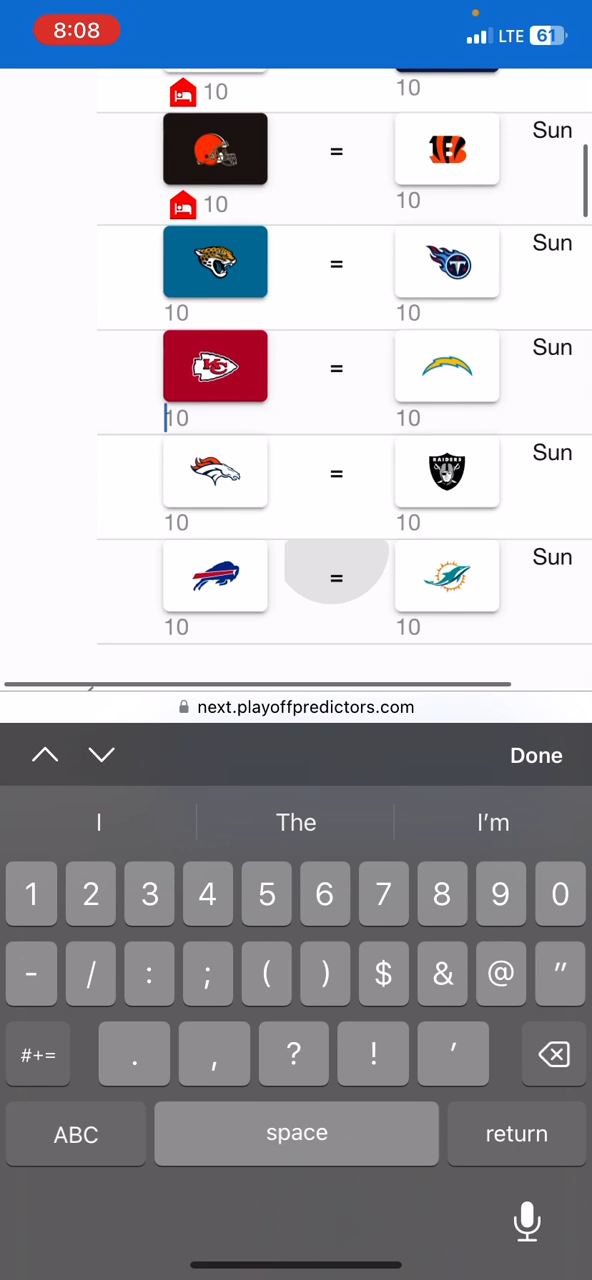 8:08 LTE 61
10 10
= Sun
10 10
= Sun
10 10
KC = Sun
10 10
= RAIDERS Sun
10 10
= Sun
10 10
next.playoffpredictors.com
Done
I The I'm
1 2 3 4 5 6 7 8 9 0
- / : ; ( ) $ & @ "
#+= . , ? ! '
ABC space return